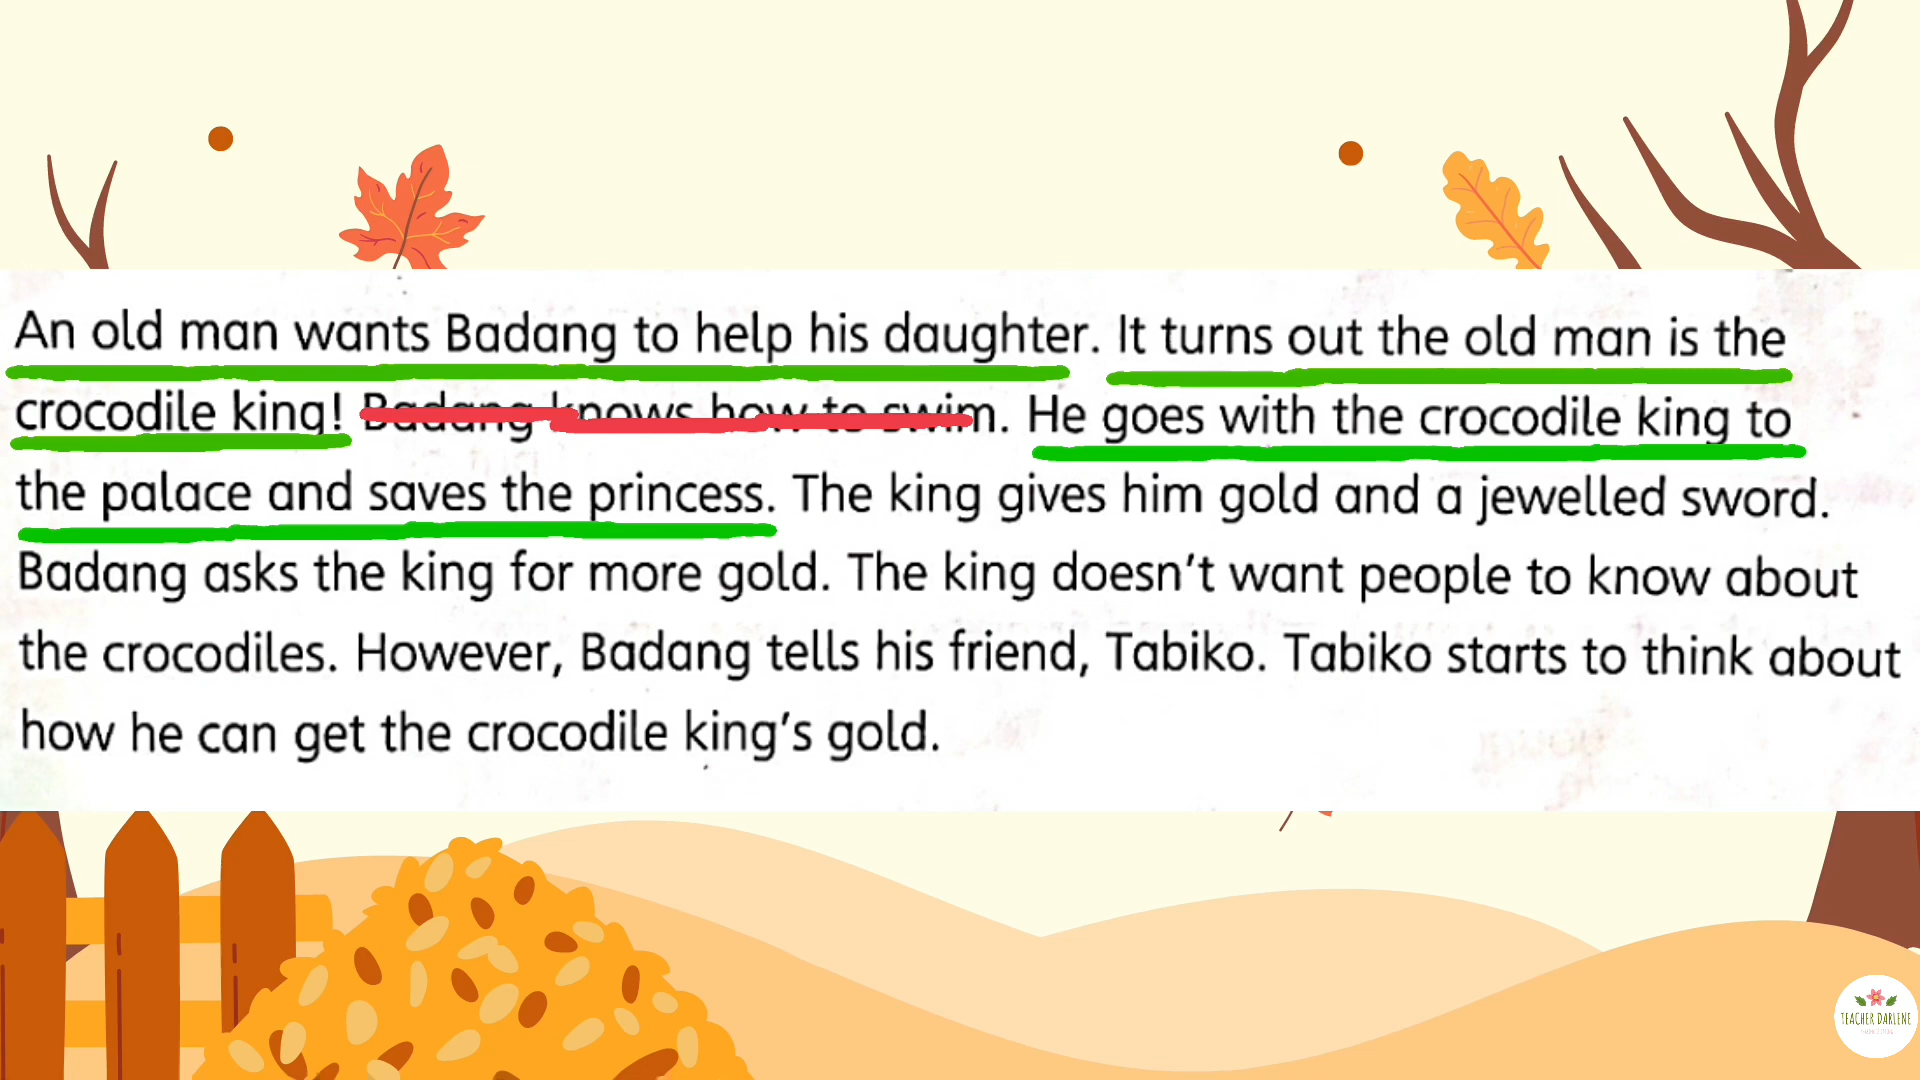 An old man wants Badang to help his daughter. It turns out the old man is the
crocodile king! Badang knows how to swim. He goes with the crocodile king to
the palace and saves the princess. The king gives him gold and a jewelled sword.
Badang asks the king for more gold. The king doesn't want people to know about
the crocodiles. However, Badang tells his friend, Tabiko. Tabiko starts to think about
how he can get the crocodile king's gold.
TEACHER DARLENE